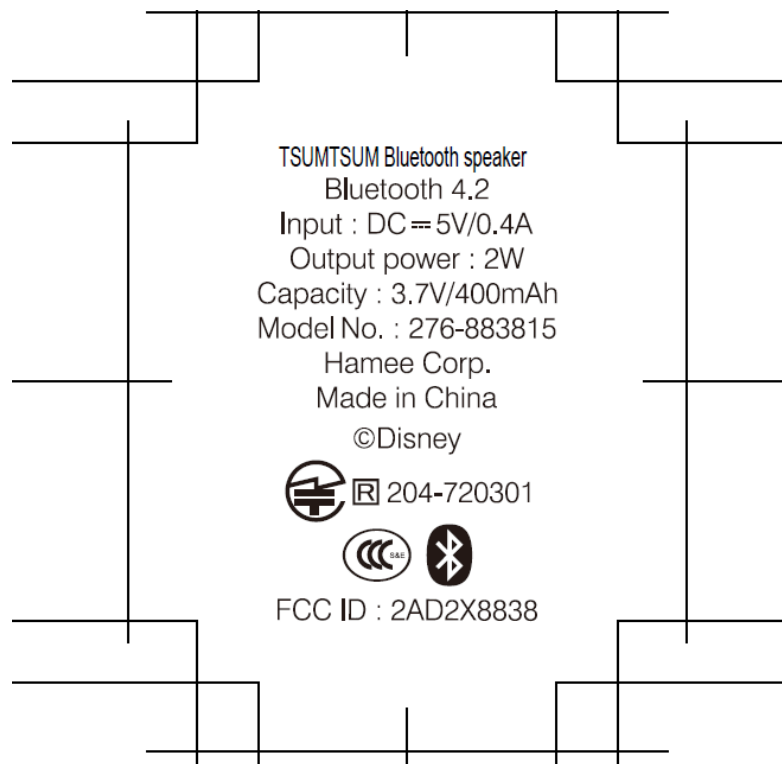 TSUMTSUM Bluetooth speaker
Bluetooth 4.2
Input : DC⎓5V/0.4A
Output power : 2W
Capacity : 3.7V/400mAh
Model No. : 276-883815
Hamee Corp.
Made in China
©Disney
R 204-720301
CCC S&E
FCC ID : 2AD2X8838